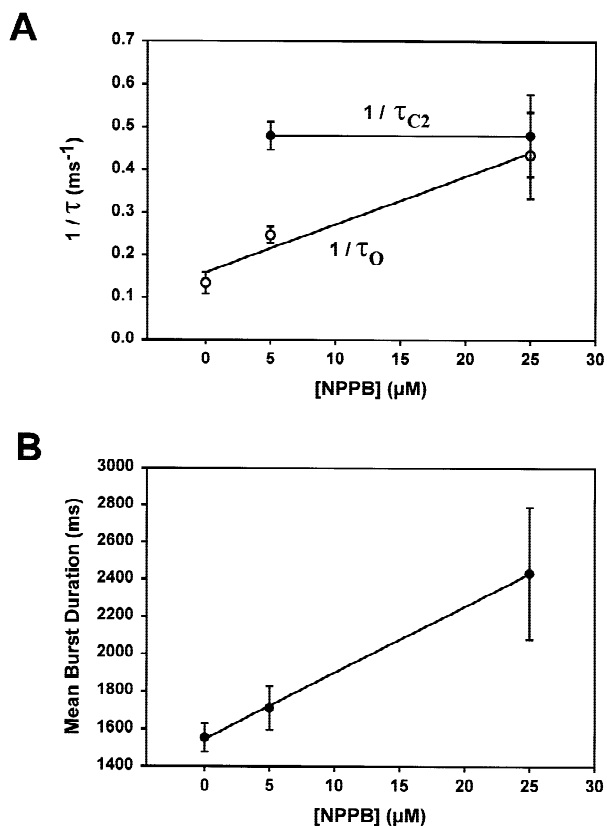 A
0.7
0.6
0.5
0.4
0.3
0.2
0.1
0.0
1 / τ (ms-1)
1 / τC2
1 / τO
0 5 10 15 20 25 30
[NPPB] (µM)
B
3000
2800
2600
2400
2200
2000
1800
1600
1400
Mean Burst Duration (ms)
0 5 10 15 20 25 30
[NPPB] (µM)